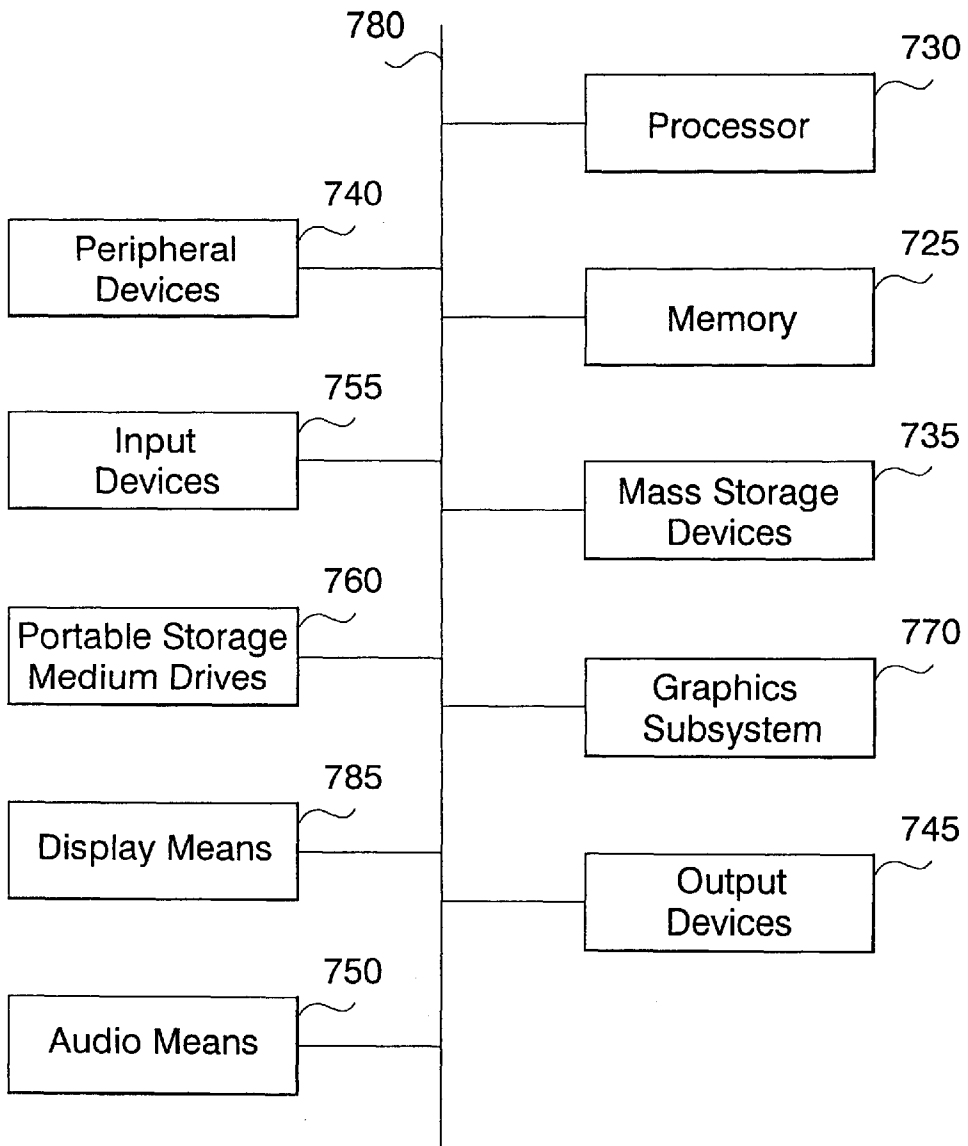 780
730
Processor
740
Peripheral
Devices
725
Memory
755
Input
Devices
735
Mass Storage
Devices
760
Portable Storage
Medium Drives
770
Graphics
Subsystem
785
Display Means
745
Output
Devices
750
Audio Means